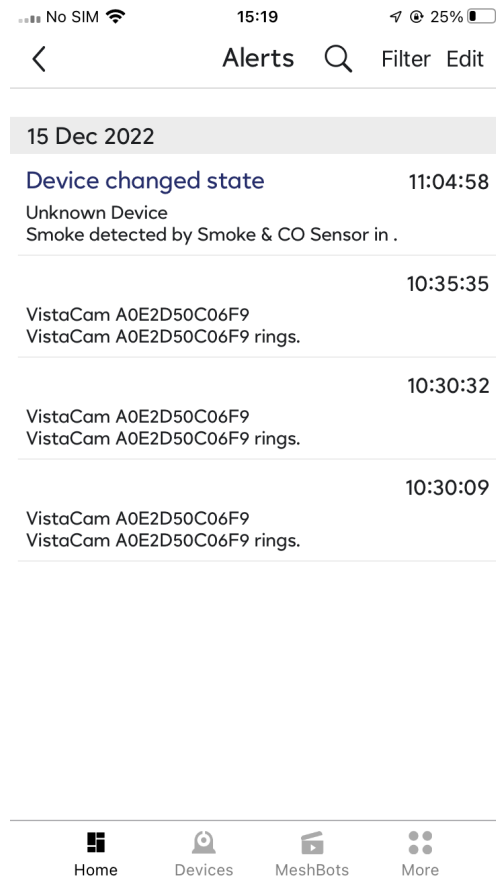 No SIM 15:19 25%
Alerts Filter Edit
15 Dec 2022
Device changed state 11:04:58
Unknown Device
Smoke detected by Smoke & CO Sensor in .
10:35:35
VistaCam A0E2D50C06F9
VistaCam A0E2D50C06F9 rings.
10:30:32
VistaCam A0E2D50C06F9
VistaCam A0E2D50C06F9 rings.
10:30:09
VistaCam A0E2D50C06F9
VistaCam A0E2D50C06F9 rings.
Home Devices MeshBots More